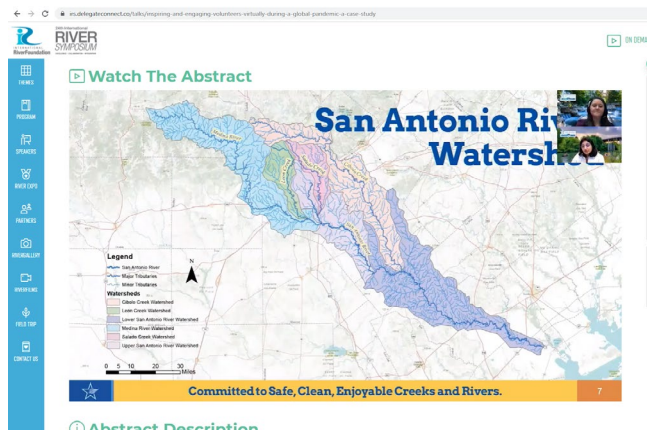 rs.delegateconnect.co/talks/inspiring-and-engaging-volunteers-virtually-during-a-global-pandemic-a-case-study
INTERNATIONAL
RiverFoundation
RIVER
SYMPOSIUM
ON DEMA
THEMES
PROGRAM
SPEAKERS
RIVER EXPO
PARTNERS
RIVERGALLERY
RIVERFILMS
FIELD TRIP
CONTACT US
Watch The Abstract
San Antonio Ri
Watersh
Medina River
Legend
San Antonio River
Major Tributaries
Minor Tributaries
Watersheds
Cibolo Creek Watershed
Leon Creek Watershed
Lower San Antonio River Watershed
Medina River Watershed
Salado Creek Watershed
Upper San Antonio River Watershed
N
0 5 10 20 30
Miles
Committed to Safe, Clean, Enjoyable Creeks and Rivers.
7
Abstract Description